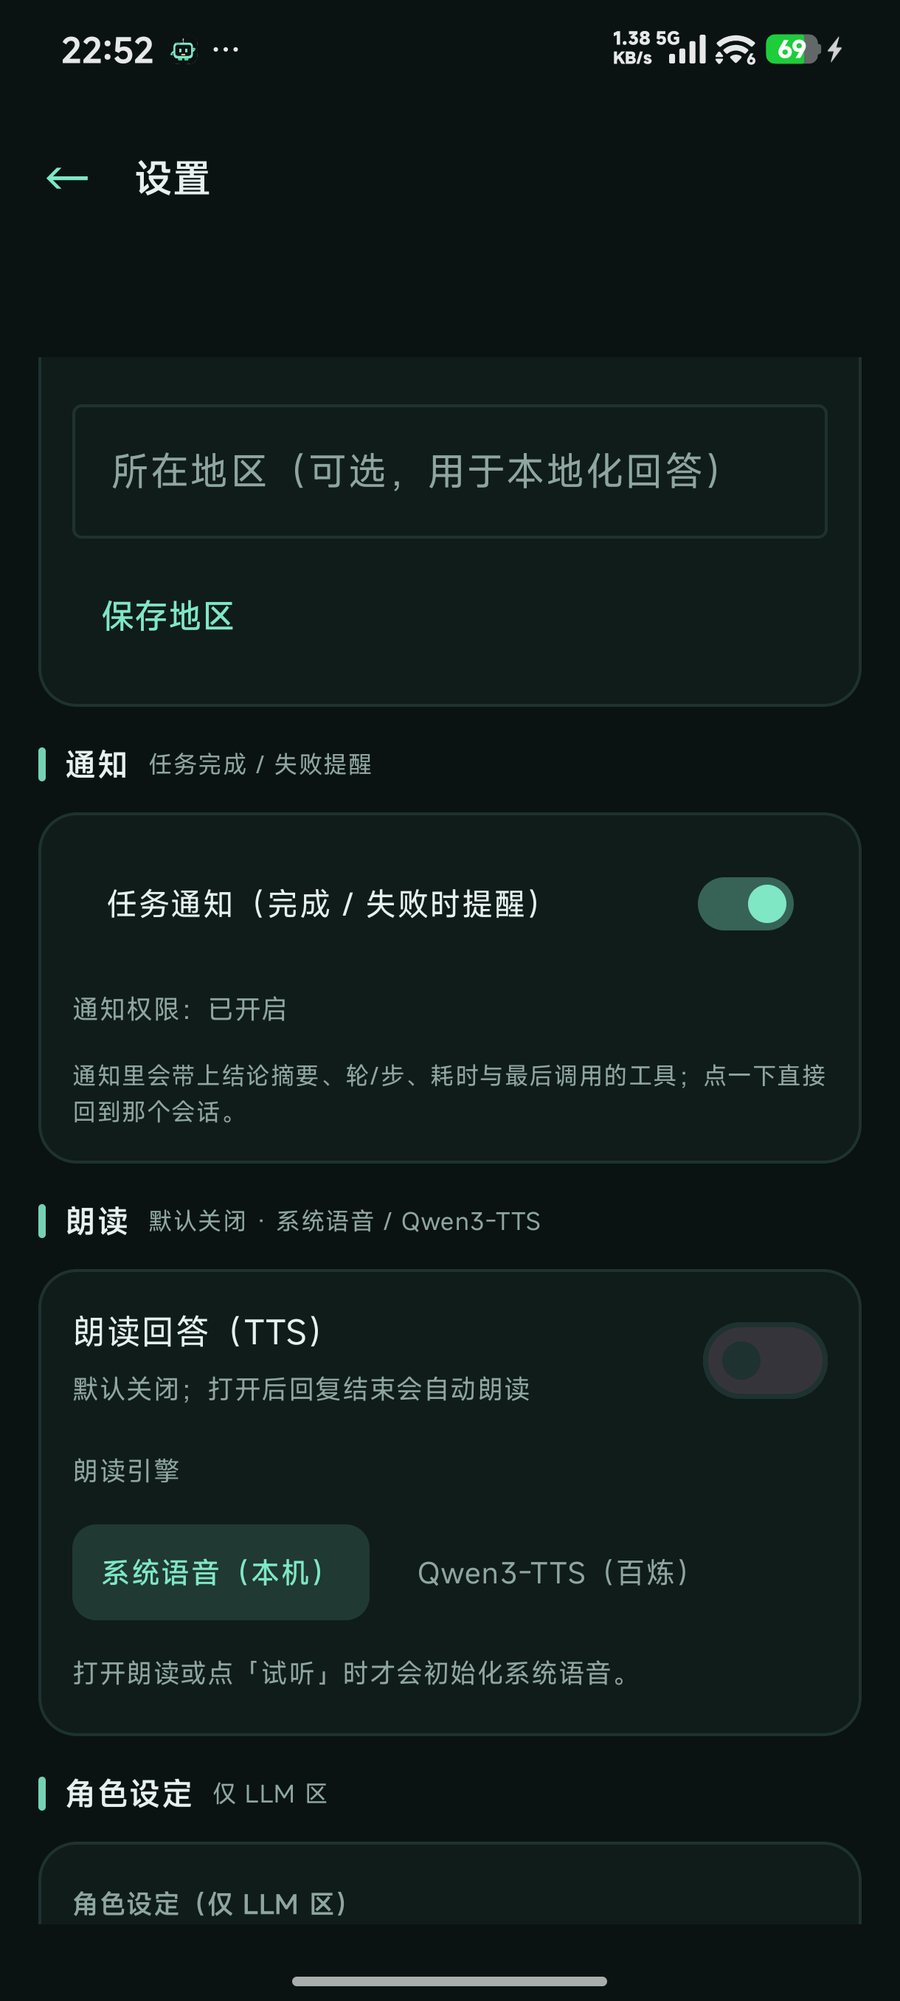 22:52 ···
1.38 5G
KB/s
6
69
设置
所在地区（可选，用于本地化回答）
保存地区
通知 任务完成 / 失败提醒
任务通知（完成 / 失败时提醒）
通知权限：已开启
通知里会带上结论摘要、轮/步、耗时与最后调用的工具；点一下直接
回到那个会话。
朗读 默认关闭 · 系统语音 / Qwen3-TTS
朗读回答（TTS）
默认关闭；打开后回复结束会自动朗读
朗读引擎
系统语音（本机） Qwen3-TTS（百炼）
打开朗读或点「试听」时才会初始化系统语音。
角色设定 仅 LLM 区
角色设定（仅 LLM 区）